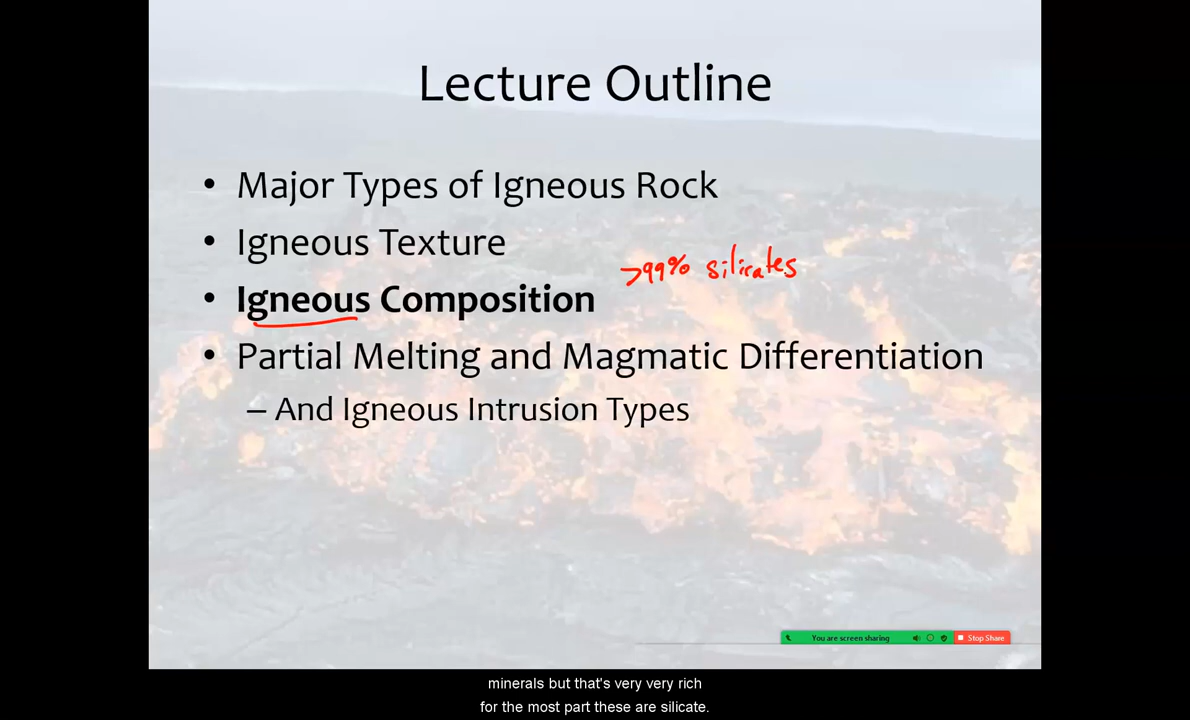 Lecture Outline
• Major Types of Igneous Rock
• Igneous Texture
>99% silicates
• Igneous Composition
• Partial Melting and Magmatic Differentiation
– And Igneous Intrusion Types
You are screen sharing
Stop Share
minerals but that's very very rich
for the most part these are silicate.